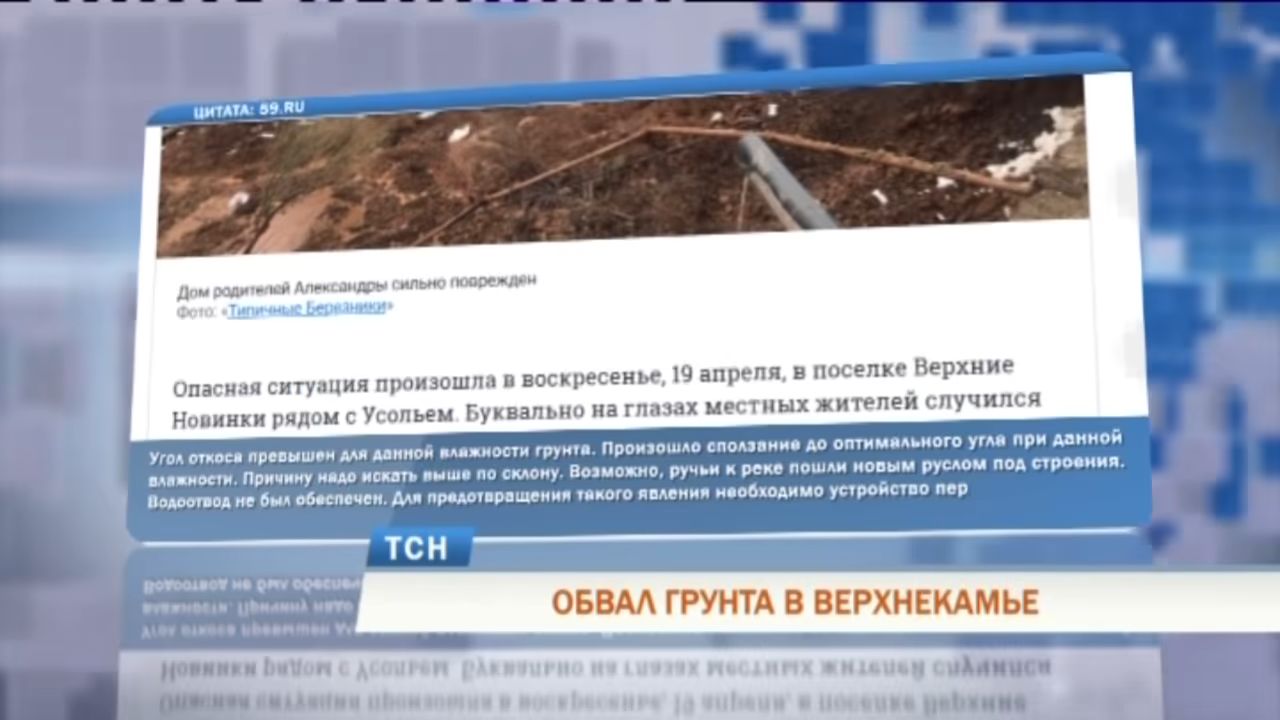 ЦИТАТА: 59.RU
Дом родителей Александры сильно поврежден
Фото: «Типичные Березники»
Опасная ситуация произошла в воскресенье, 19 апреля, в поселке Верхние
Новинки рядом с Усольем. Буквально на глазах местных жителей случился
Угол откоса превышен для данной влажности грунта. Произошло сползание до оптимального угла при данной
влажности. Причину надо искать выше по склону. Возможно, ручьи к реке пошли новым руслом под строения.
Водоотвод не был обеспечен. Для предотвращения такого явления необходимо устройство пер
ТСН
ОБВАЛ ГРУНТА В ВЕРХНЕКАМЬЕ